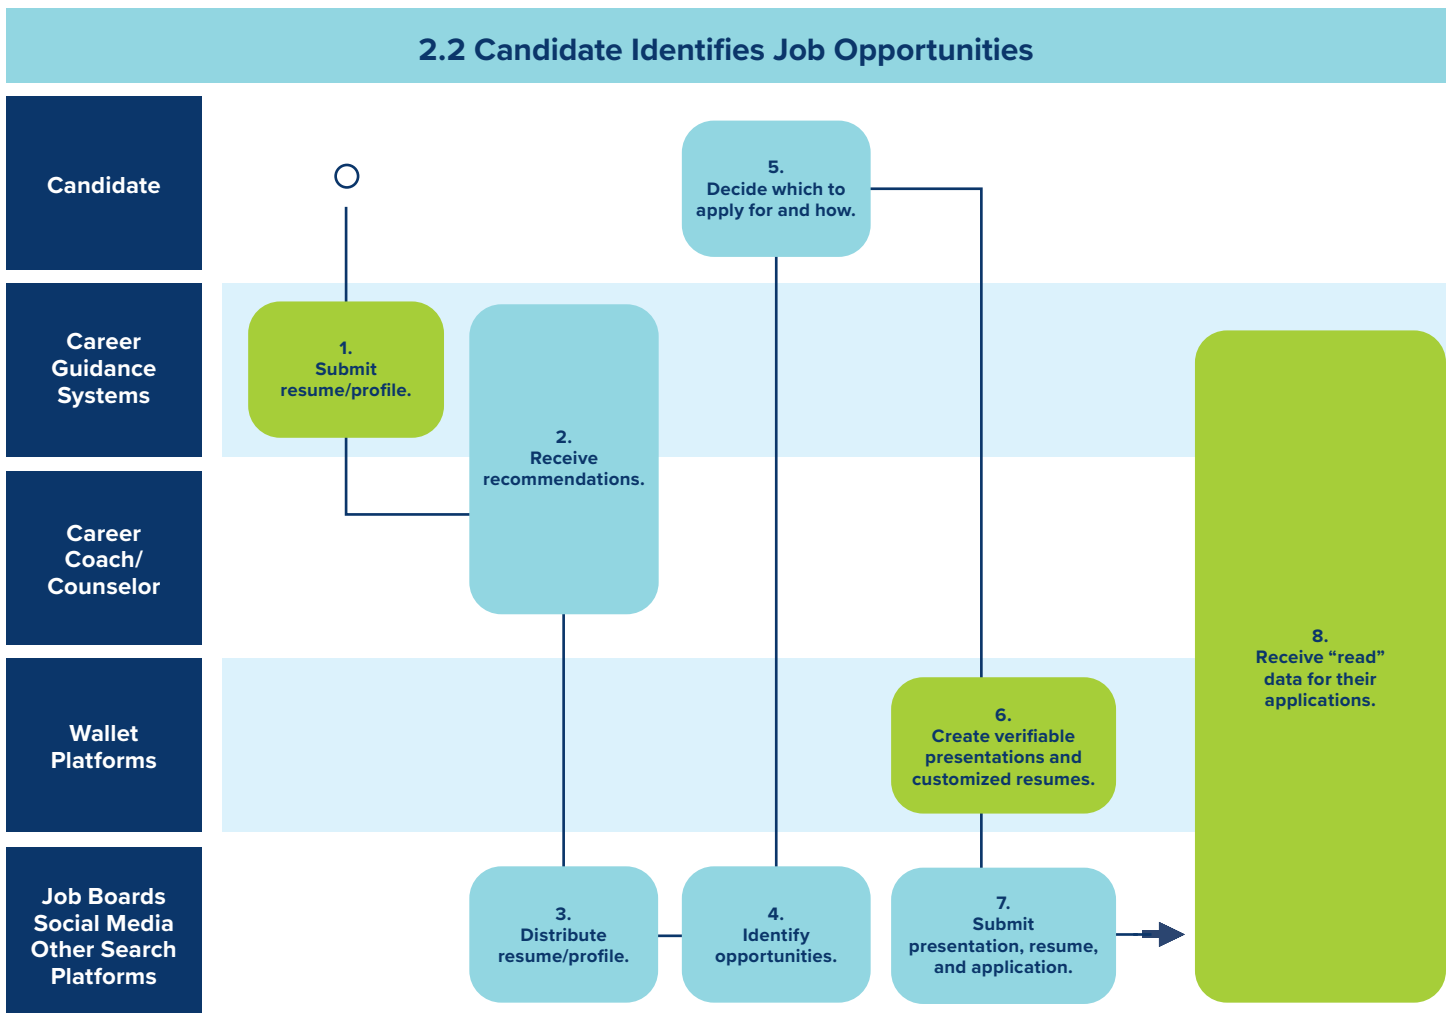 2.2 Candidate Identifies Job Opportunities
Candidate
5.
Decide which to
apply for and how.
Career
Guidance
Systems
1.
Submit
resume/profile.
2.
Receive
recommendations.
Career
Coach/
Counselor
8.
Receive “read”
data for their
applications.
Wallet
Platforms
6.
Create verifiable
presentations and
customized resumes.
Job Boards
Social Media
Other Search
Platforms
3.
Distribute
resume/profile.
4.
Identify
opportunities.
7.
Submit
presentation, resume,
and application.